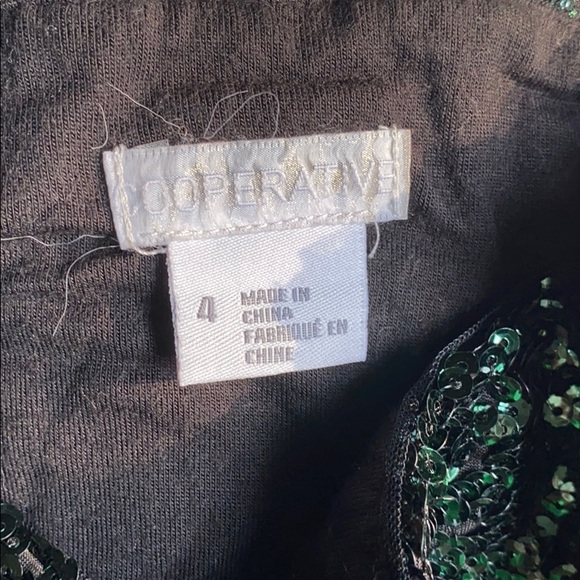 COOPERATIVE
4
MADE IN
CHINA
FABRIQUÉ EN
CHINE